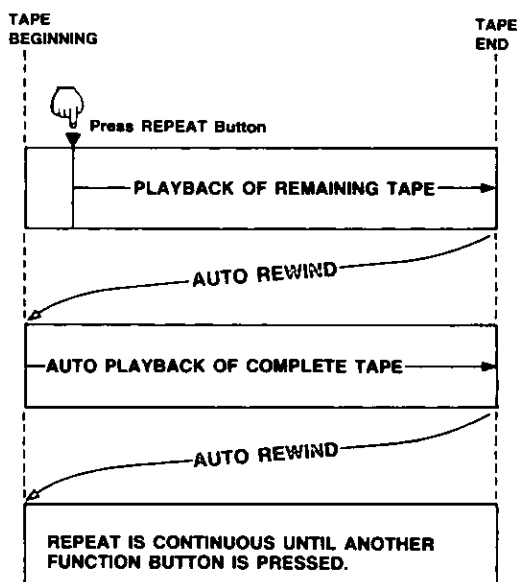 TAPE
BEGINNING
TAPE
END
Press REPEAT Button
PLAYBACK OF REMAINING TAPE
AUTO REWIND
AUTO PLAYBACK OF COMPLETE TAPE
AUTO REWIND
REPEAT IS CONTINUOUS UNTIL ANOTHER
FUNCTION BUTTON IS PRESSED.